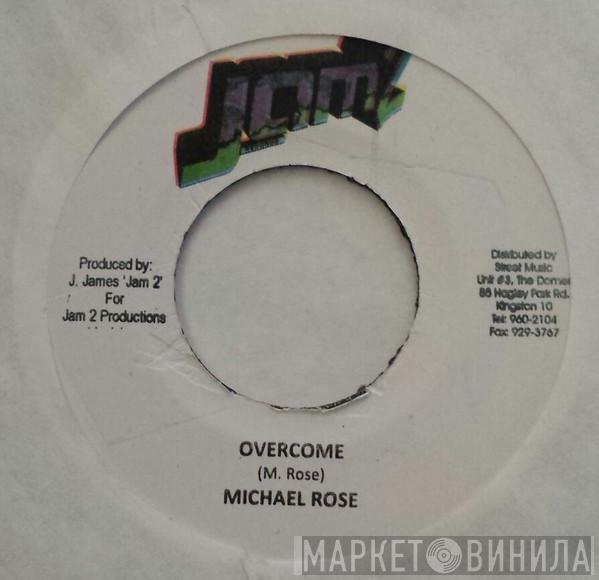 Jam2
Produced by:
J. James 'Jam 2'
For
Jam 2 Productions
Distributed by
Street Music
Unit #3, The Domes
85 Hagley Park Rd.
Kingston 10
Tel: 960-2104
Fax: 929-3767
OVERCOME
(M. Rose)
MICHAEL ROSE
МАРКЕТ ВИНИЛА